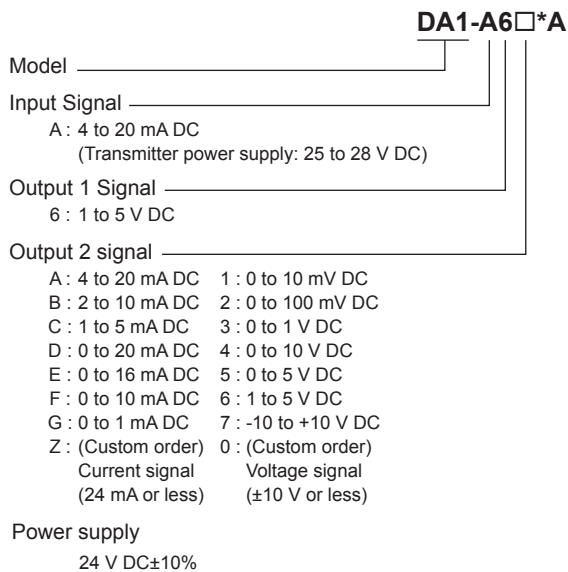 DA1-A6□*A
Model
Input Signal
A : 4 to 20 mA DC
(Transmitter power supply: 25 to 28 V DC)
Output 1 Signal
6 : 1 to 5 V DC
Output 2 signal
A : 4 to 20 mA DC 1 : 0 to 10 mV DC
B : 2 to 10 mA DC 2 : 0 to 100 mV DC
C : 1 to 5 mA DC 3 : 0 to 1 V DC
D : 0 to 20 mA DC 4 : 0 to 10 V DC
E : 0 to 16 mA DC 5 : 0 to 5 V DC
F : 0 to 10 mA DC 6 : 1 to 5 V DC
G : 0 to 1 mA DC 7 : -10 to +10 V DC
Z : (Custom order) 0 : (Custom order)
Current signal Voltage signal
(24 mA or less) (±10 V or less)
Power supply
24 V DC±10%